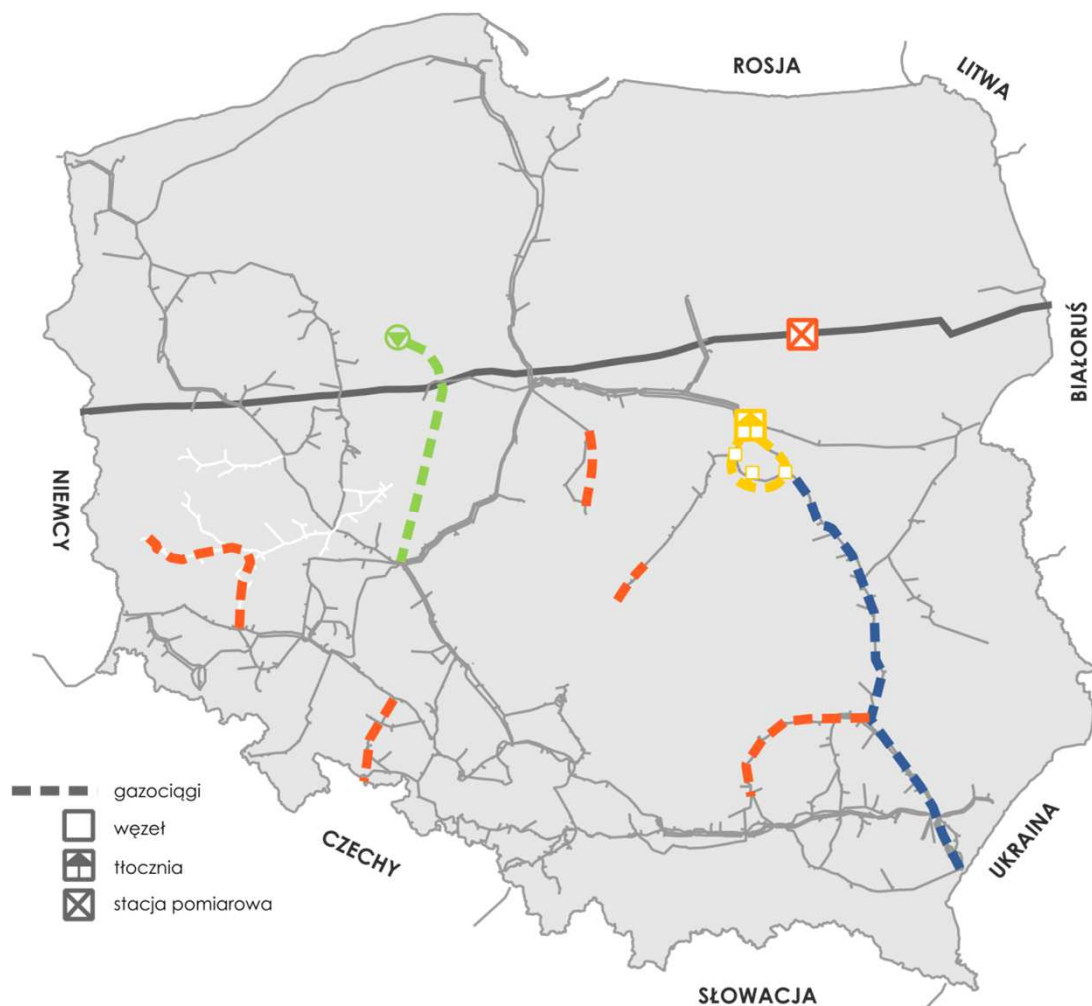 ROSJA
LITWA
BIAŁORUŚ
NIEMCY
gazociągi
węzeł
tłocznia
stacja pomiarowa
CZECHY
UKRAINA
SŁOWACJA